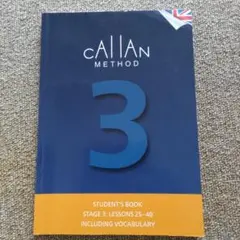 CALLAN
METHOD
3
STUDENT'S BOOK
STAGE 3: LESSONS 25–40
INCLUDING VOCABULARY